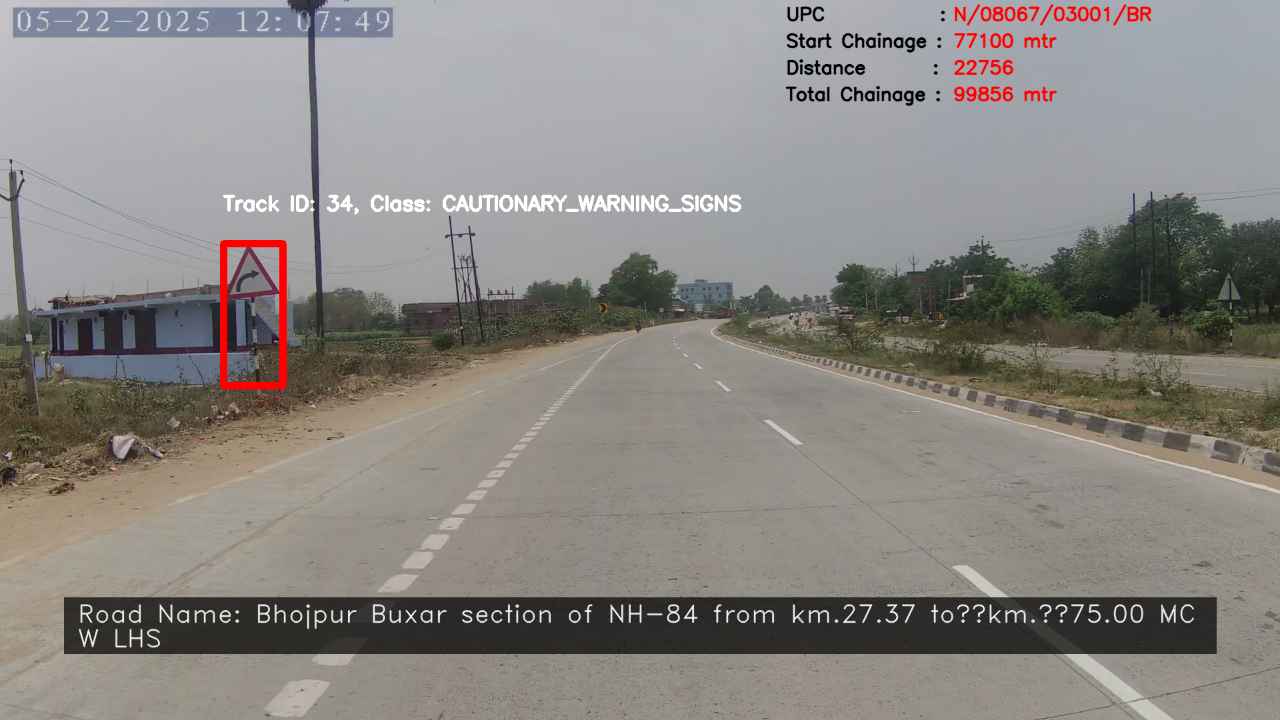 05-22-2025 12:07:49
UPC : N/08067/03001/BR
Start Chainage : 77100 mtr
Distance : 22756
Total Chainage : 99856 mtr
Track ID: 34, Class: CAUTIONARY_WARNING_SIGNS
Road Name: Bhojpur Buxar section of NH-84 from km.27.37 to??km.??75.00 MC
W LHS